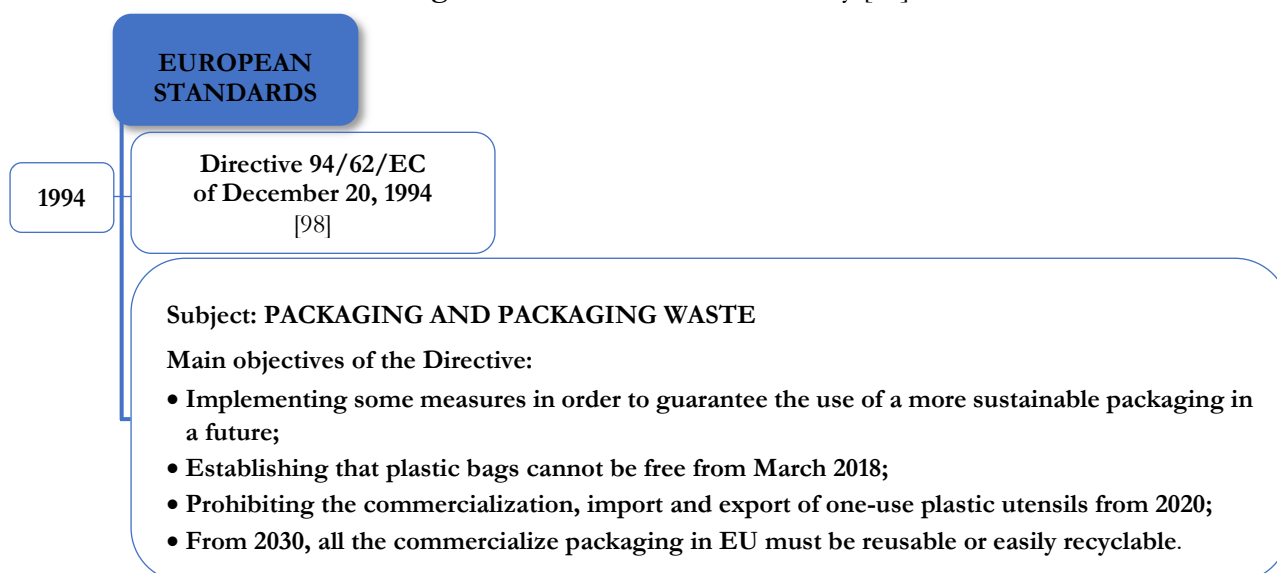 EUROPEAN
STANDARDS
1994
Directive 94/62/EC
of December 20, 1994
[98]
Subject: PACKAGING AND PACKAGING WASTE
Main objectives of the Directive:
• Implementing some measures in order to guarantee the use of a more sustainable packaging in
a future;
• Establishing that plastic bags cannot be free from March 2018;
• Prohibiting the commercialization, import and export of one-use plastic utensils from 2020;
• From 2030, all the commercialize packaging in EU must be reusable or easily recyclable.